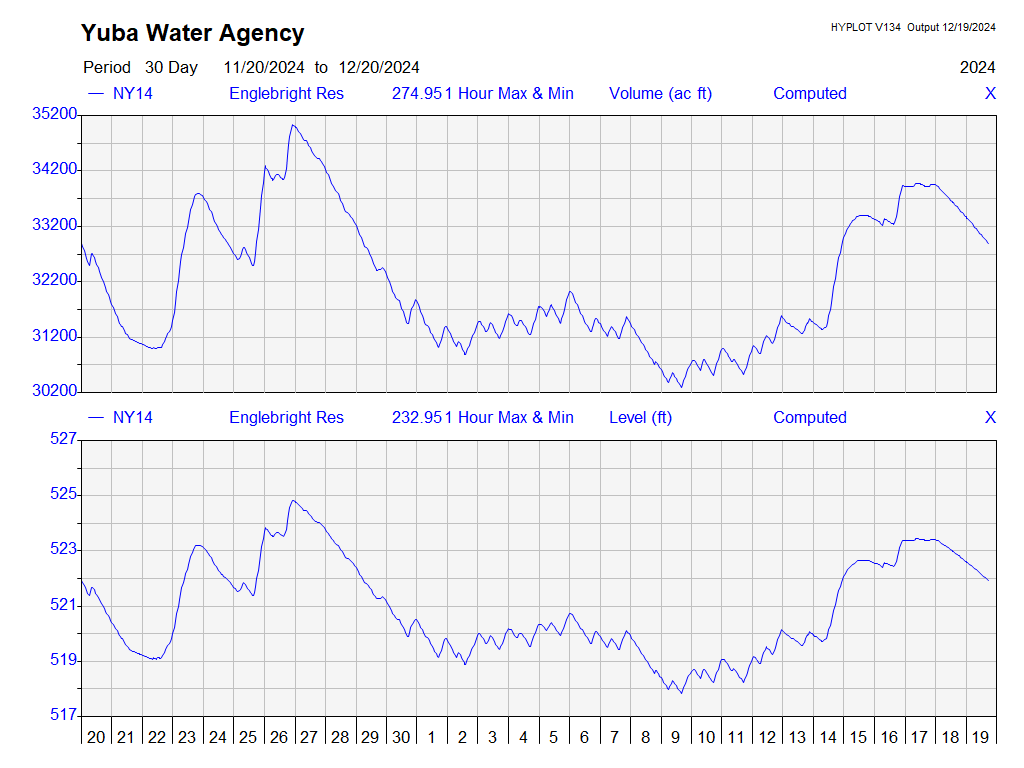 Yuba Water Agency
HYPLOT V134 Output 12/19/2024
Period 30 Day 11/20/2024 to 12/20/2024
2024
NY14 Englebright Res 274.951 Hour Max & Min Volume (ac ft) Computed X
35200
34200
33200
32200
31200
30200
NY14 Englebright Res 232.951 Hour Max & Min Level (ft) Computed X
527
525
523
521
519
517
20 21 22 23 24 25 26 27 28 29 30 1 2 3 4 5 6 7 8 9 10 11 12 13 14 15 16 17 18 19